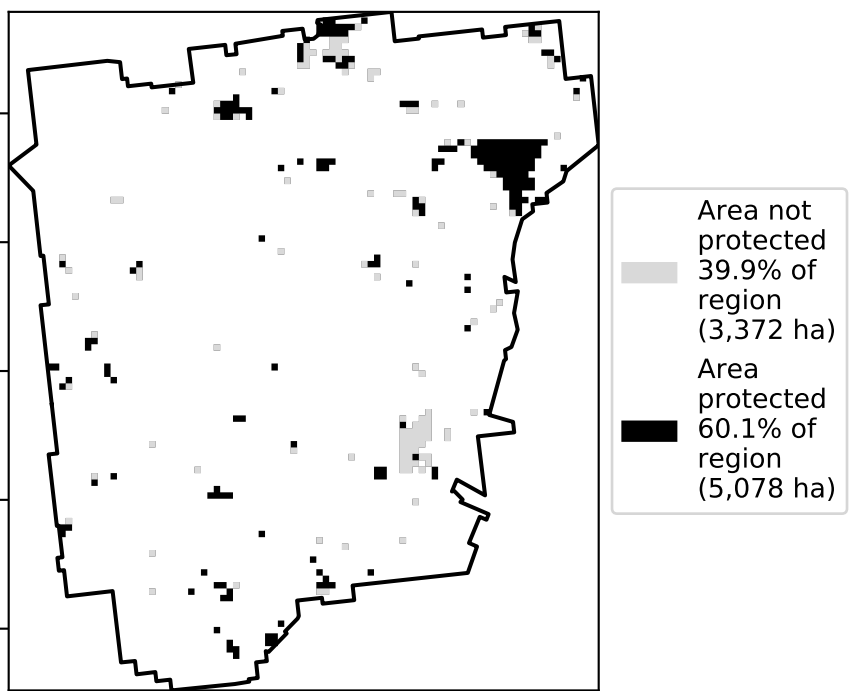 Area not
protected
39.9% of
region
(3,372 ha)
Area
protected
60.1% of
region
(5,078 ha)